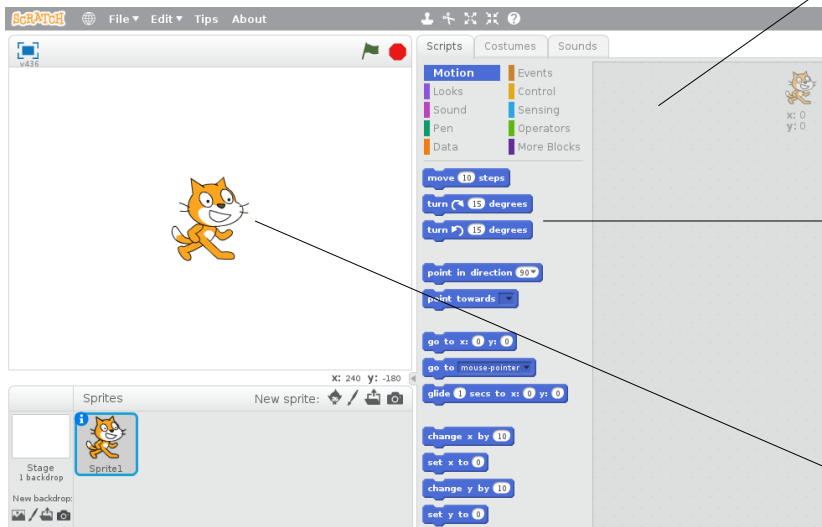 SCRATCH File Edit Tips About
v436
Scripts Costumes Sounds
Motion Events
Looks Control
Sound Sensing
Pen Operators
Data More Blocks
x: 0
y: 0
move 10 steps
turn 15 degrees
turn 15 degrees
point in direction 90
point towards
go to x: 0 y: 0
go to mouse-pointer
glide 1 secs to x: 0 y: 0
change x by 10
set x to 0
change y by 10
set y to 0
X: 240 Y: -180
Sprites New sprite:
Sprite1
Stage
1 backdrop
New backdrop: